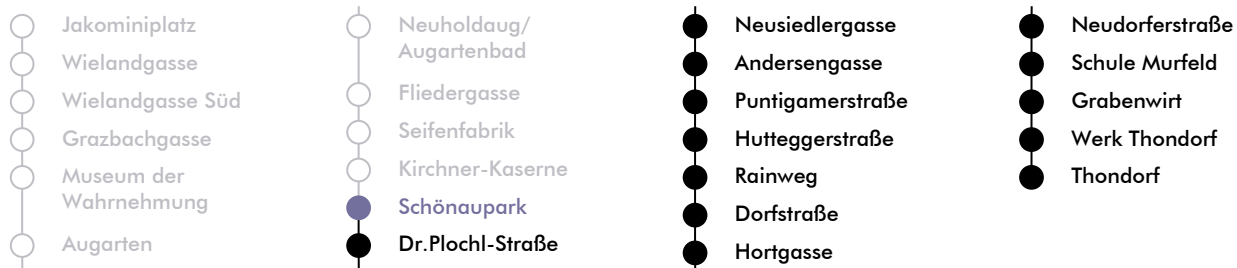 Jakominiplatz
Wielandgasse
Wielandgasse Süd
Grazbachgasse
Museum der
Wahrnehmung
Augarten
Neuholdaug/
Augartenbad
Fliedergasse
Seifenfabrik
Kirchner-Kaserne
Schönaupark
Dr.Plochl-Straße
Neusiedlergasse
Andersengasse
Puntigamerstraße
Hutteggerstraße
Rainweg
Dorfstraße
Hortgasse
Neudorferstraße
Schule Murfeld
Grabenwirt
Werk Thondorf
Thondorf